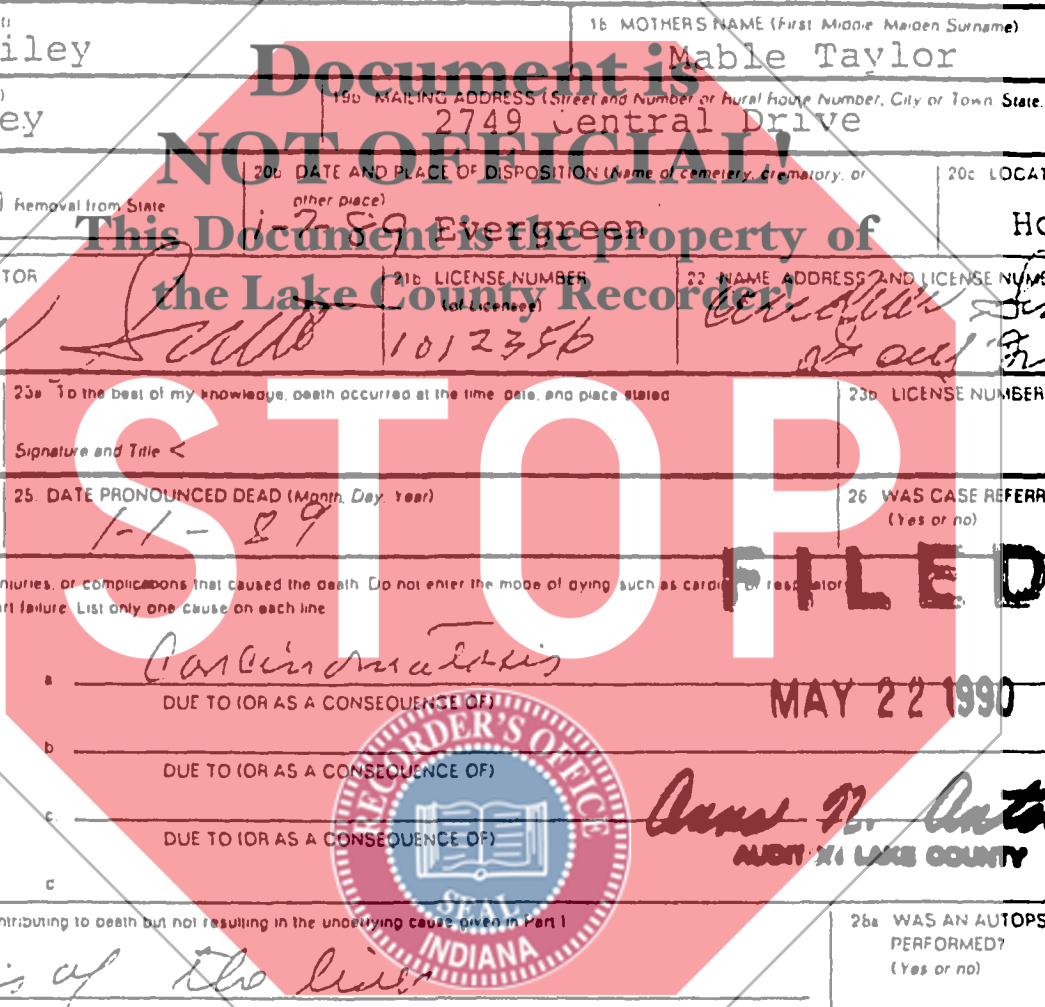 18 MOTHERS NAME (First Middle Maiden Surname)
iley Mable Taylor
19b MAILING ADDRESS (Street and Number or Rural Route Number, City or Town State.
ey 2749 Central Drive
Document is
NOT OFFICIAL!
This Document is the property of
the Lake County Recorder!
20b DATE AND PLACE OF DISPOSITION (Name of cemetery, crematory, or
other place)
20c LOCAT
Removal from State
1-7-89 Evergreen Ho
TOR
21b LICENSE NUMBER
(of Licensee)
1012356
22 NAME ADDRESS AND LICENSE NUMB
23a To the best of my knowledge, death occurred at the time date, and place stated
23b LICENSE NUMBER
Signature and Title <
STOP
25. DATE PRONOUNCED DEAD (Month, Day, Year)
1-1-89
26 WAS CASE REFERR
(Yes or no)
FILED
njuries, or complications that caused the death Do not enter the mode of dying such as cardi or respirator
rt failure List only one cause on each line
a Carcinomatosis
DUE TO (OR AS A CONSEQUENCE OF)
MAY 22 1990
b
DUE TO (OR AS A CONSEQUENCE OF)
c.
DUE TO (OR AS A CONSEQUENCE OF)
Anna N. Anto
LAKE COUNTY
RECORDER'S OFFICE
SEAL
INDIANA
ntributing to death but not resulting in the underlying cause given in Part I
28a WAS AN AUTOPS
PERFORMED?
(Yes or no)
s of the liver